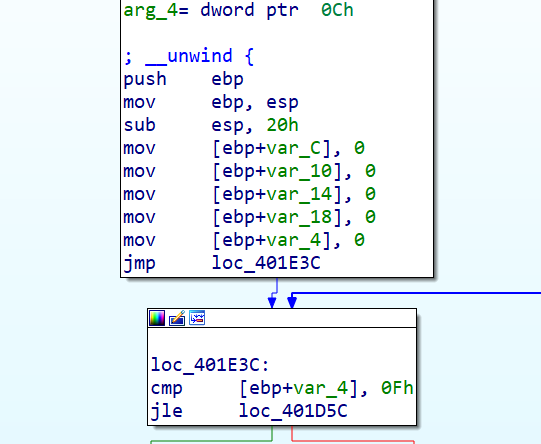 arg_4= dword ptr  0Ch
; __unwind {
push    ebp
mov     ebp, esp
sub     esp, 20h
mov     [ebp+var_C], 0
mov     [ebp+var_10], 0
mov     [ebp+var_14], 0
mov     [ebp+var_18], 0
mov     [ebp+var_4], 0
jmp     loc_401E3C
loc_401E3C:
cmp     [ebp+var_4], 0Fh
jle     loc_401D5C